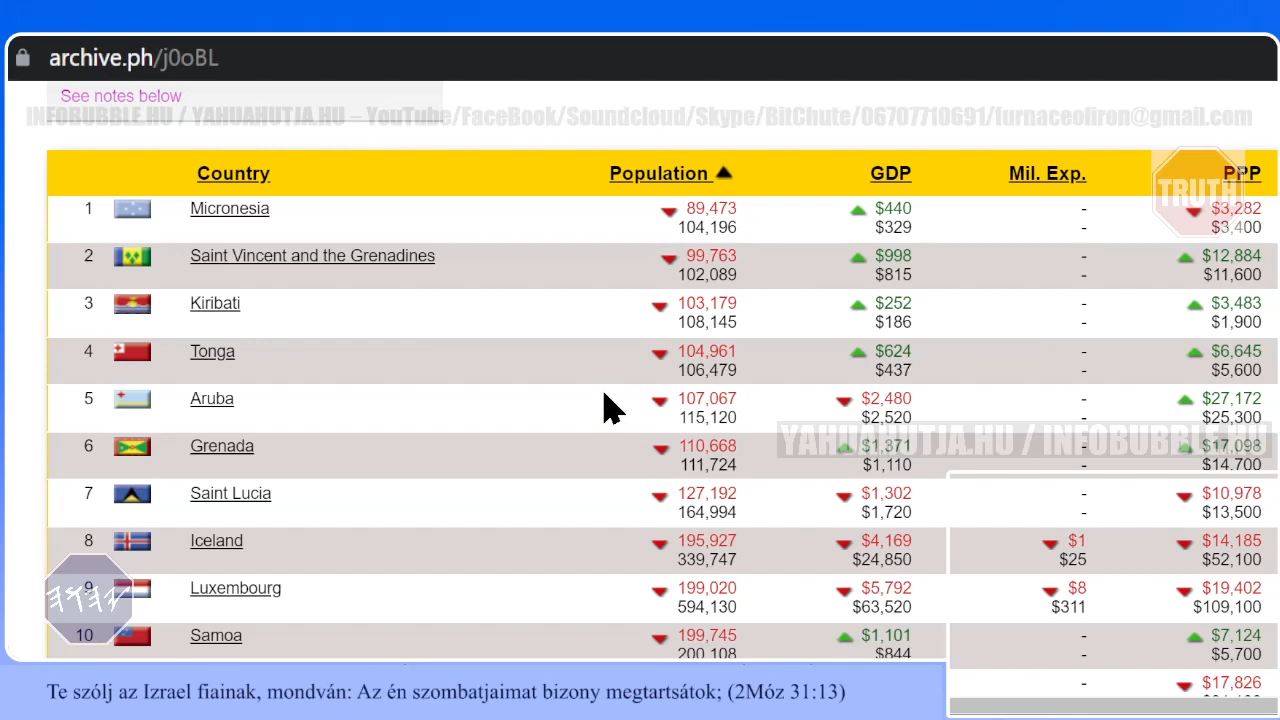 archive.ph/j0oBL
See notes below
INFOBUBBLE.HU / YAHUAHUTJA.HU – YouTube/FaceBook/Soundcloud/Skype/BitChute/06707710691/furnaceofiron@gmail.com
Country Population GDP Mil. Exp. PPP
TRUTH
1 Micronesia 89,473 $440 - $3,282
104,196 $329 - $3,400
2 Saint Vincent and the Grenadines 99,763 $998 - $12,884
102,089 $815 - $11,600
3 Kiribati 103,179 $252 - $3,483
108,145 $186 - $1,900
4 Tonga 104,961 $624 - $6,645
106,479 $437 - $5,600
5 Aruba 107,067 $2,480 - $27,172
115,120 $2,520 - $25,300
YAHUAHUTJA.HU / INFOBUBBLE.HU
6 Grenada 110,668 $1,371 - $17,098
111,724 $1,110 - $14,700
7 Saint Lucia 127,192 $1,302 - $10,978
164,994 $1,720 - $13,500
8 Iceland 195,927 $4,169 $1 $14,185
339,747 $24,850 $25 $52,100
9 Luxembourg 199,020 $5,792 $8 $19,402
594,130 $63,520 $311 $109,100
10 Samoa 199,745 $1,101 - $7,124
200,108 $844 - $5,700
- $17,826
Te szólj az Izrael fiainak, mondván: Az én szombatjaimat bizony megtartsátok; (2Móz 31:13)